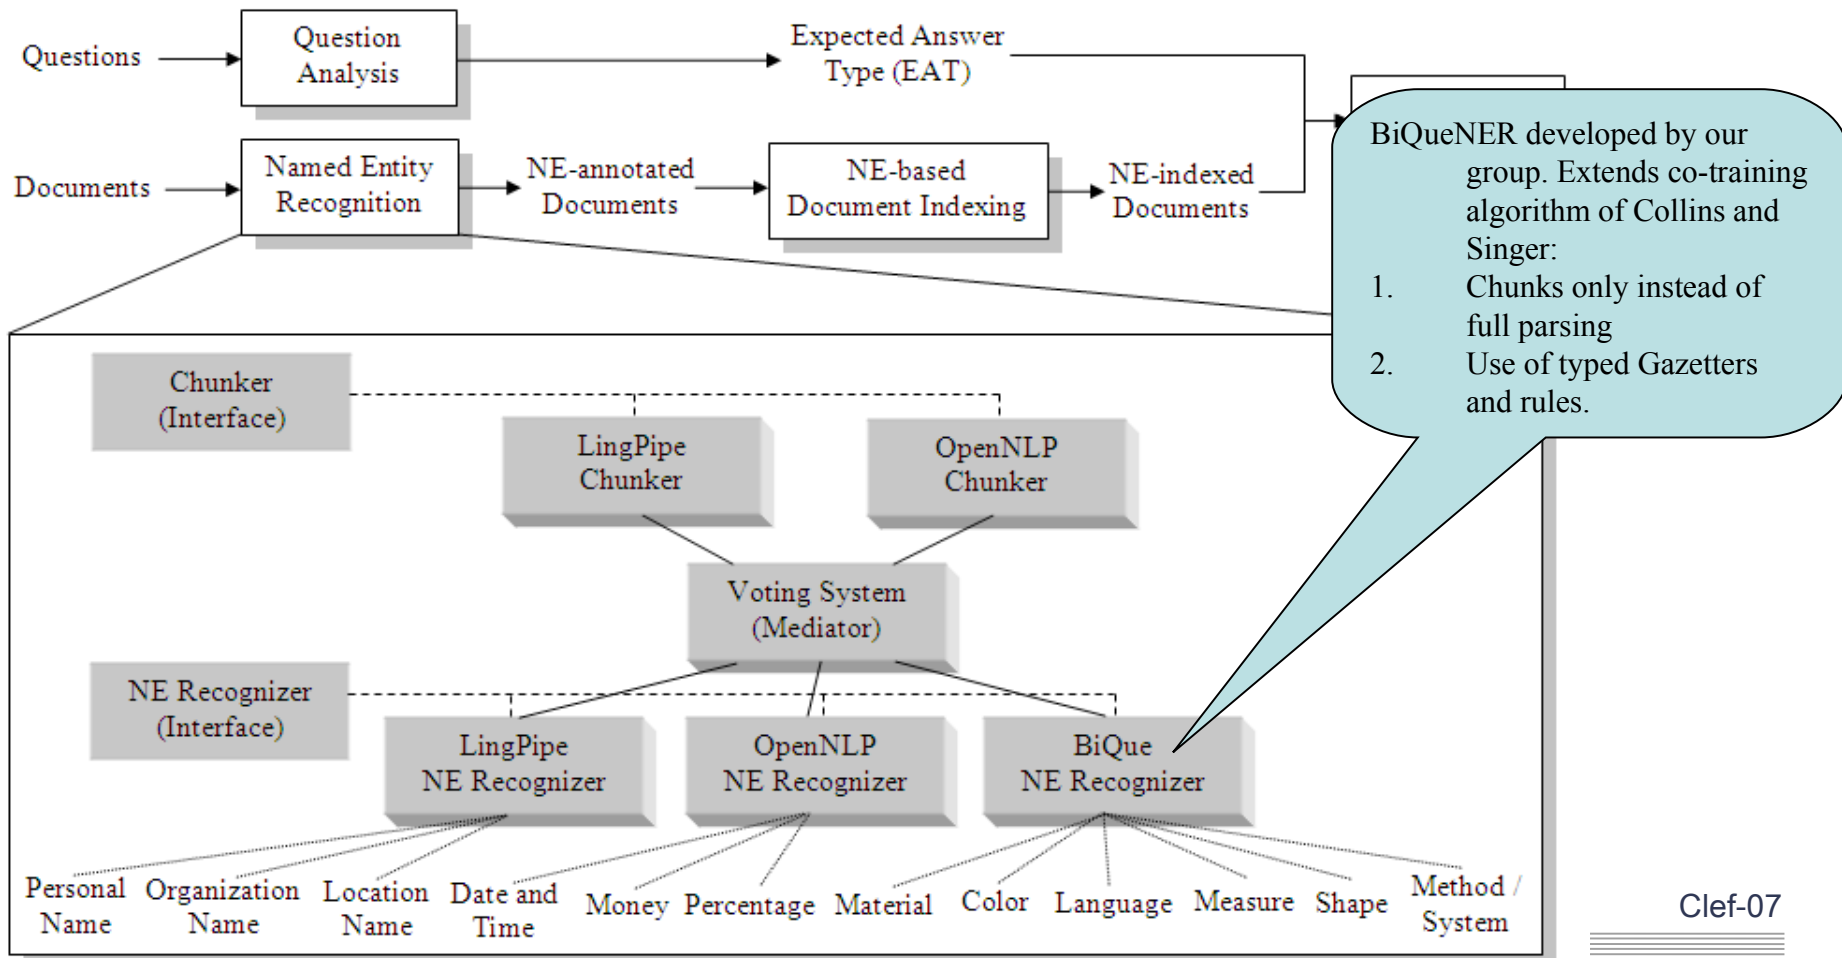 Questions
Question
Analysis
Expected Answer
Type (EAT)
Documents
Named Entity
Recognition
NE-annotated
Documents
NE-based
Document Indexing
NE-indexed
Documents
BiQueNER developed by our
group. Extends co-training
algorithm of Collins and
Singer:
1. Chunks only instead of
full parsing
2. Use of typed Gazetters
and rules.
Chunker
(Interface)
LingPipe
Chunker
OpenNLP
Chunker
Voting System
(Mediator)
NE Recognizer
(Interface)
LingPipe
NE Recognizer
OpenNLP
NE Recognizer
BiQue
NE Recognizer
Personal
Name
Organization
Name
Location
Name
Date and
Time
Money
Percentage
Material
Color
Language
Measure
Shape
Method /
System
Clef-07